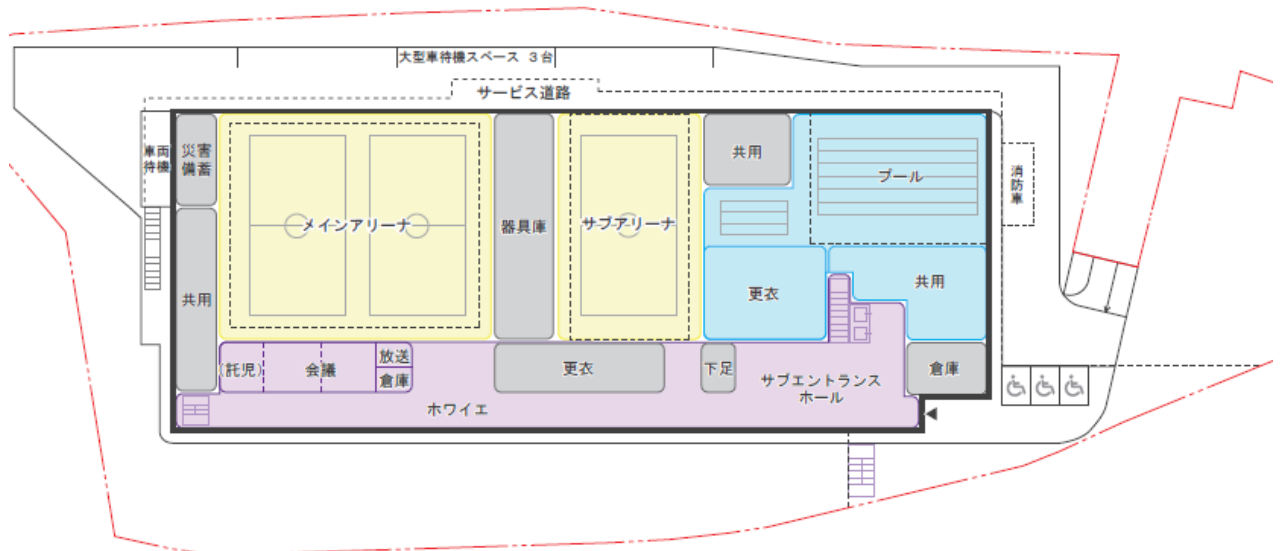 大型車待機スペース 3台
サービス道路
車両
待機
災害
備蓄
共用
メインアリーナ
器具庫
サブアリーナ
共用
プール
消防車
更衣
共用
(託児)
会議
放送
倉庫
更衣
下足
サブエントランス
ホール
倉庫
ホワイエ